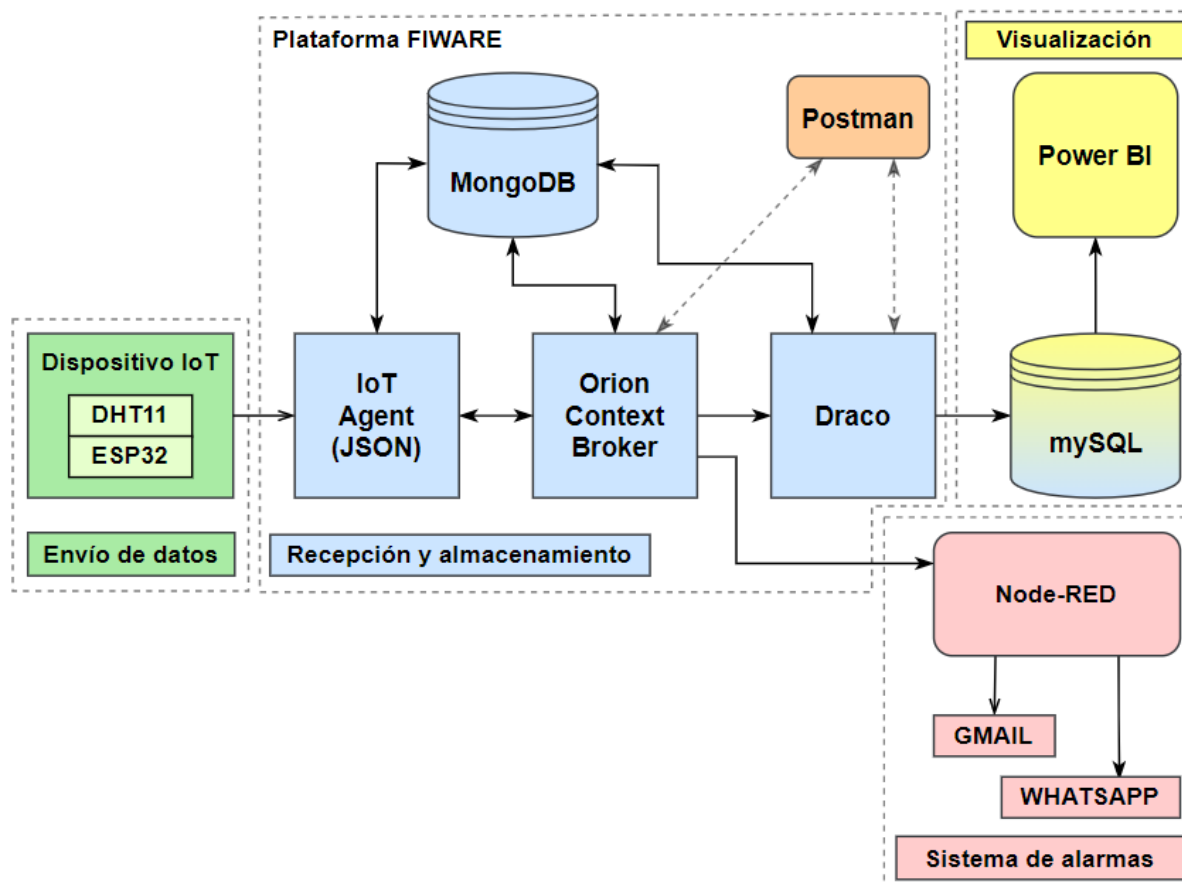 Plataforma FIWARE
Visualización
MongoDB
Postman
Power BI
Dispositivo IoT
DHT11
ESP32
IoT
Agent
(JSON)
Orion
Context
Broker
Draco
mySQL
Envío de datos
Recepción y almacenamiento
Node-RED
GMAIL
WHATSAPP
Sistema de alarmas